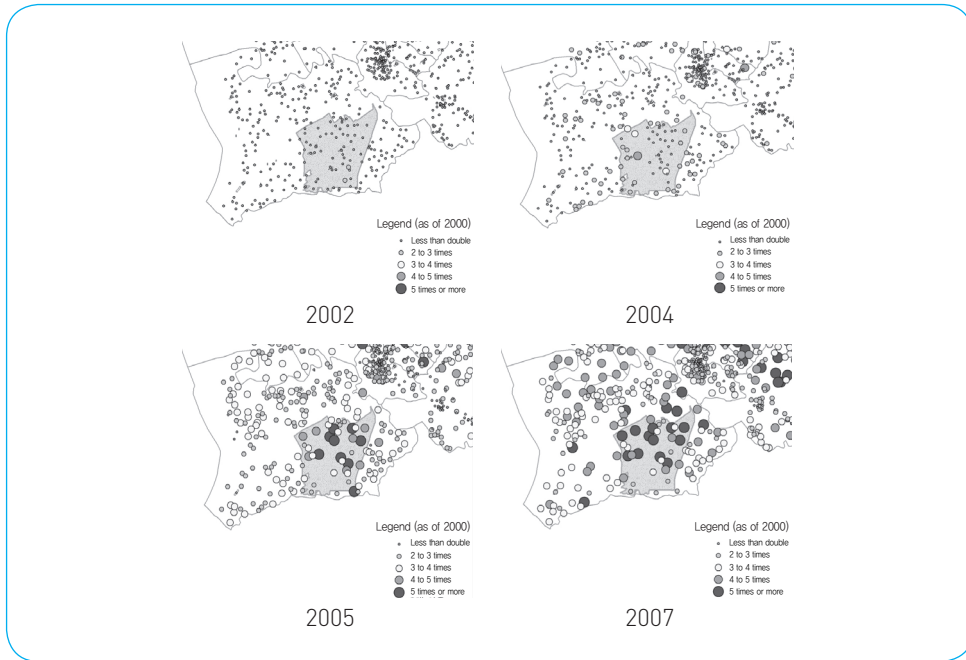 Legend (as of 2000)
Less than double
2 to 3 times
3 to 4 times
4 to 5 times
5 times or more
2002
Legend (as of 2000)
Less than double
2 to 3 times
3 to 4 times
4 to 5 times
5 times or more
2004
Legend (as of 2000)
Less than double
2 to 3 times
3 to 4 times
4 to 5 times
5 times or more
2005
Legend (as of 2000)
Less than double
2 to 3 times
3 to 4 times
4 to 5 times
5 times or more
2007